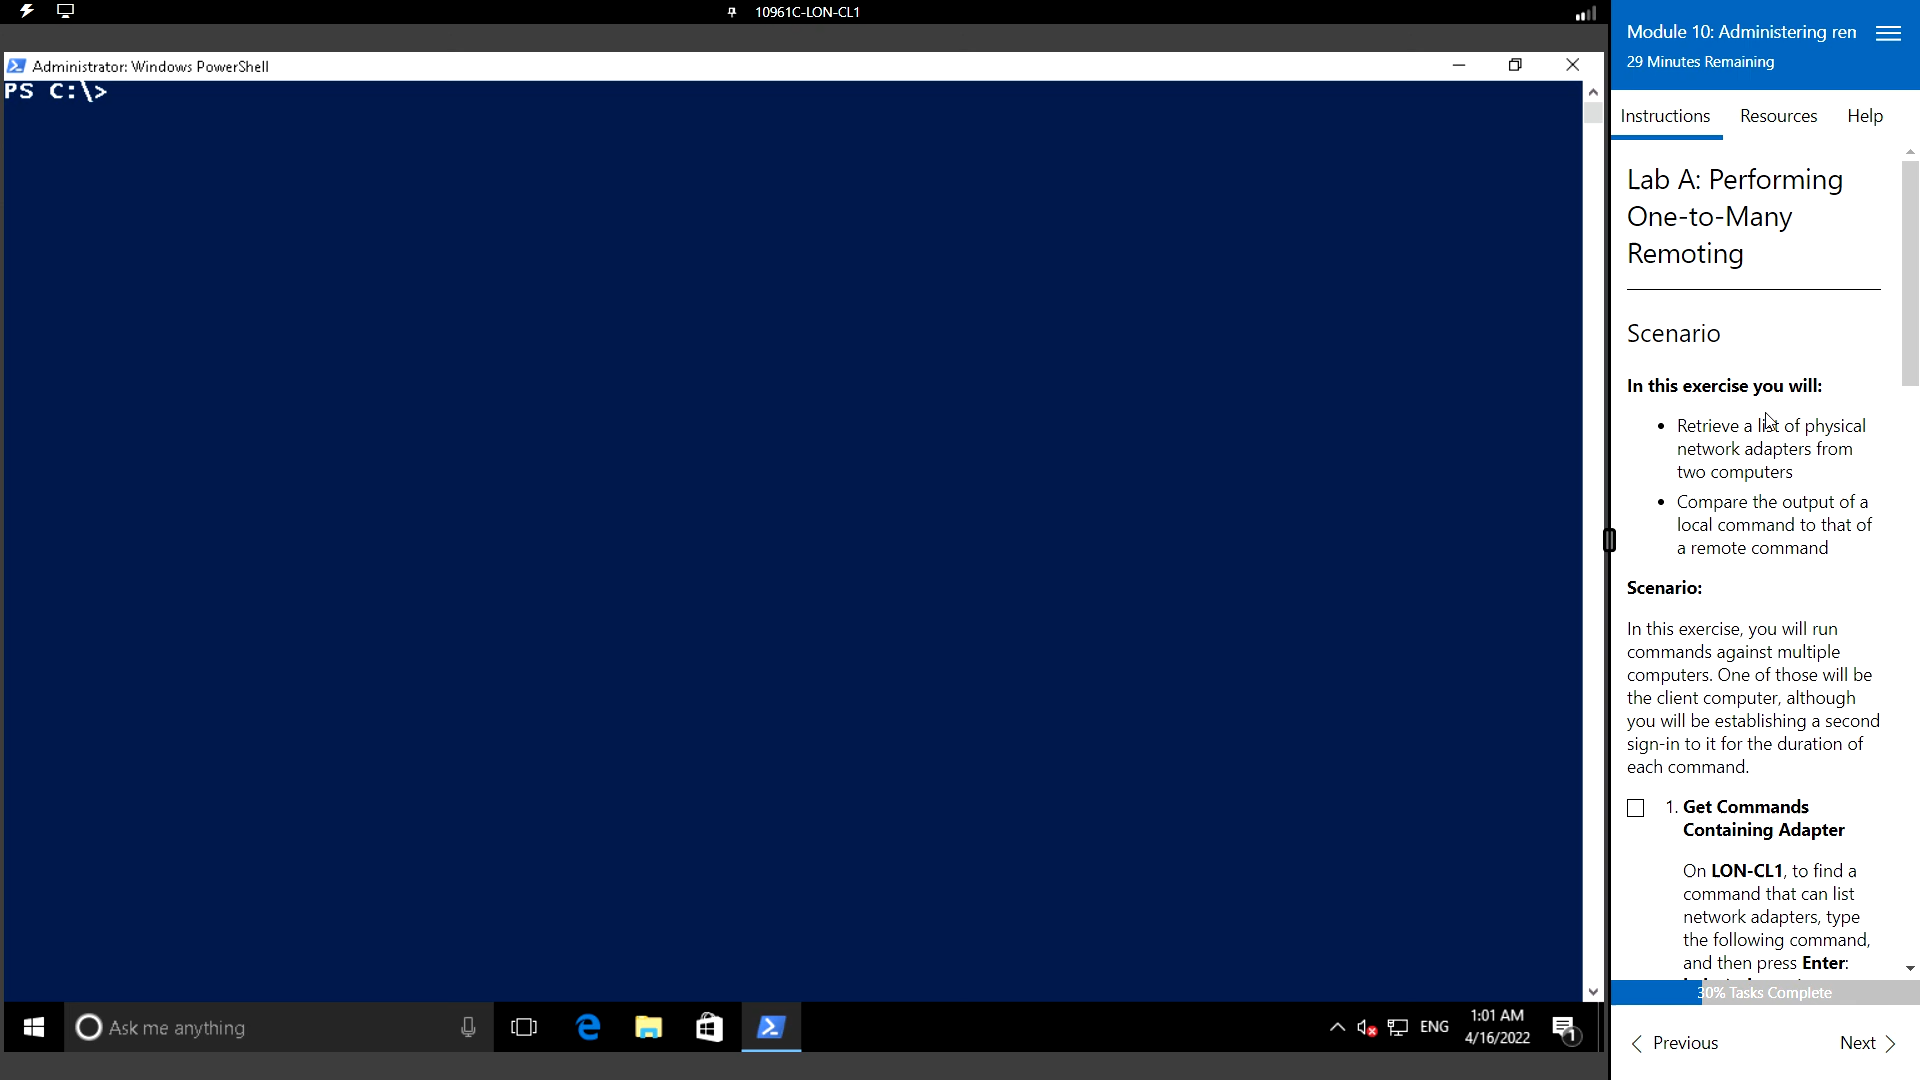 10961C-LON-CL1
Administrator: Windows PowerShell
PS C:\>
Ask me anything
ENG
1:01 AM
4/16/2022
1
Module 10: Administering ren
29 Minutes Remaining
Instructions Resources Help
Lab A: Performing
One-to-Many
Remoting
Scenario
In this exercise you will:
• Retrieve a list of physical
network adapters from
two computers
• Compare the output of a
local command to that of
a remote command
Scenario:
In this exercise, you will run
commands against multiple
computers. One of those will be
the client computer, although
you will be establishing a second
sign-in to it for the duration of
each command.
1. Get Commands
Containing Adapter
On LON-CL1, to find a
command that can list
network adapters, type
the following command,
and then press Enter:
30% Tasks Complete
Previous Next